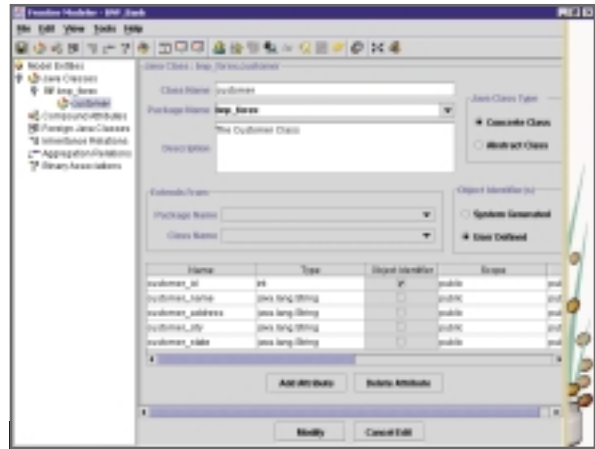 Frontier Modeler - BMP_Bank
File Edit View Tools Help
Model Entities
Java Classes
customer
Compound Attributes
Foreign Java Classes
Inheritance Relations
Aggregation Relations
Binary Associations
Class Name customer
Package Name
Description The Customer Class
Java Class Type
Concrete Class
Abstract Class
Extends From
Package Name
Class Name
Object Identifier(s)
System Generated
User Defined
Name Type Object Identifier Scope
customer_id int public
customer_name java.lang.String public
customer_address java.lang.String public
customer_city java.lang.String public
customer_state java.lang.String public
Add Attribute Delete Attribute
Modify Cancel Edit